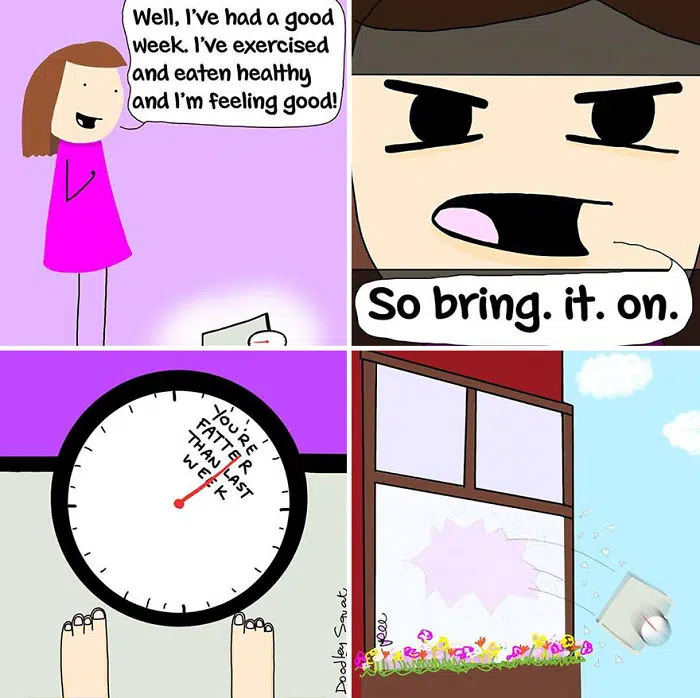 Well, I've had a good
week. I've exercised
and eaten healthy
and I'm feeling good!
So bring. it. on.
YOU'RE
FATTER
THAN LAST
WEEK
Doodley Squat